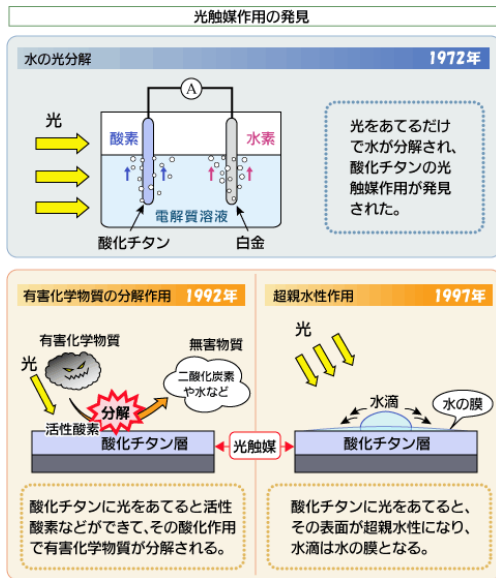 光触媒作用の発見
水の光分解
1972年
A
光
酸素
水素
電解質溶液
酸化チタン
白金
光をあてるだけ
で水が分解され、
酸化チタンの光
触媒作用が発見
された。
有害化学物質の分解作用 1992年
有害化学物質
光
無害物質
二酸化炭素
や水など
分解
活性酸素
酸化チタン層
光触媒
酸化チタンに光をあてると活性
酸素などができて、その酸化作用
で有害化学物質が分解される。
超親水性作用
1997年
光
水滴
水の膜
酸化チタン層
酸化チタンに光をあてると、
その表面が超親水性になり、
水滴は水の膜となる。